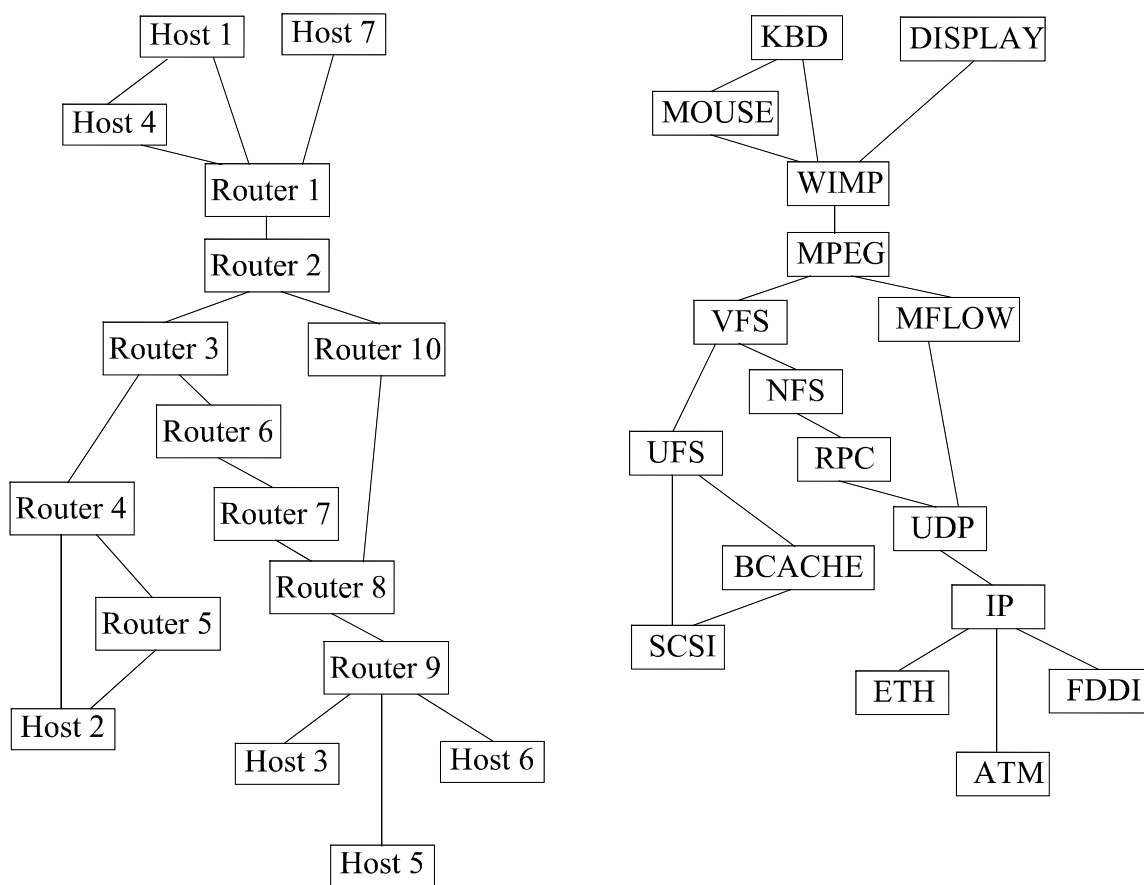 Host 1
Host 7
Host 4
Router 1
Router 2
Router 3
Router 10
Router 6
Router 4
Router 7
Router 8
Router 5
Router 9
Host 2
Host 3
Host 6
Host 5
KBD
DISPLAY
MOUSE
WIMP
MPEG
VFS
MFLOW
NFS
UFS
RPC
UDP
BCACHE
IP
SCSI
ETH
FDDI
ATM